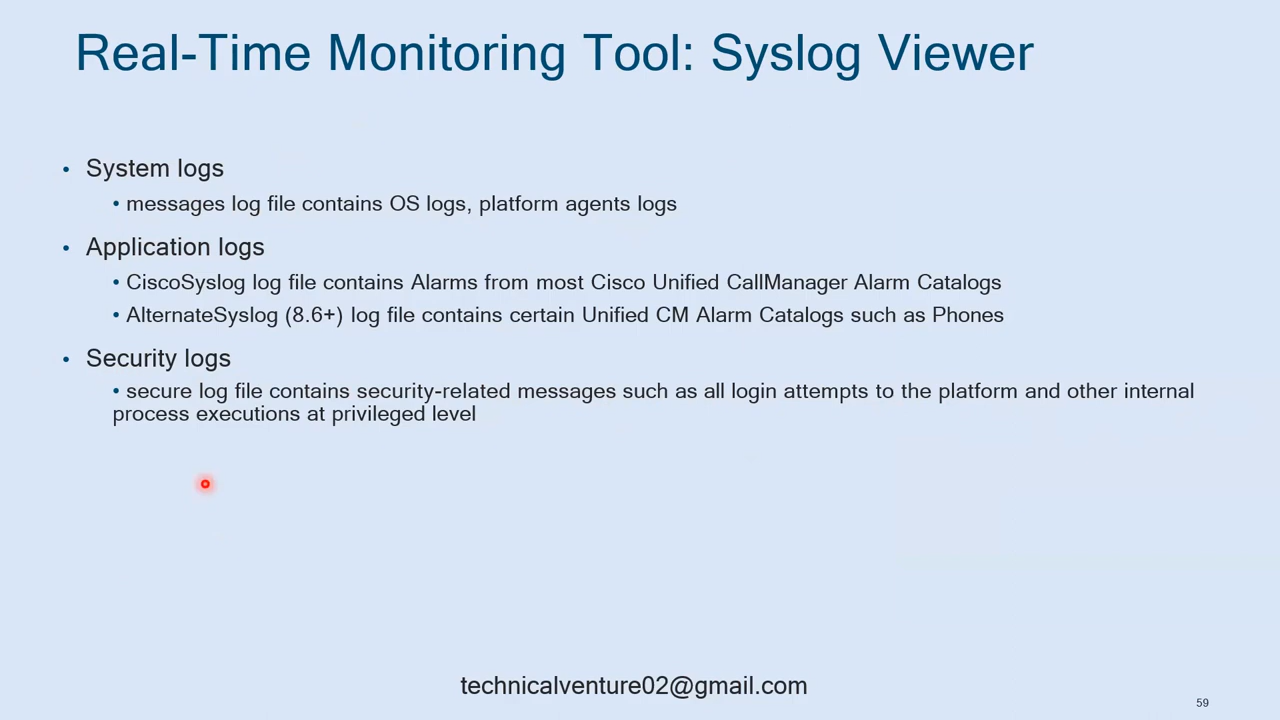 Real-Time Monitoring Tool: Syslog Viewer
• System logs
• messages log file contains OS logs, platform agents logs
• Application logs
• CiscoSyslog log file contains Alarms from most Cisco Unified CallManager Alarm Catalogs
• AlternateSyslog (8.6+) log file contains certain Unified CM Alarm Catalogs such as Phones
• Security logs
• secure log file contains security-related messages such as all login attempts to the platform and other internal
process executions at privileged level
technicalventure02@gmail.com
59